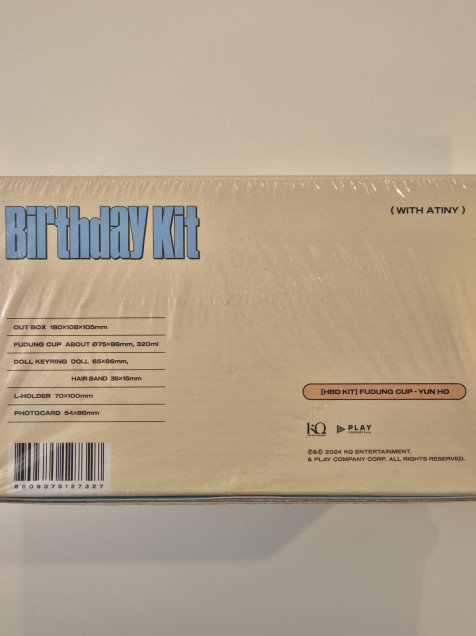 Birthday Kit
( WITH ATINY )
OUT BOX 180×108×105mm
FUDUNG CUP ABOUT Ø75×86mm, 320ml
DOLL KEYRING DOLL 65×86mm,
HAIR BAND 35×15mm
L-HOLDER 70×100mm
PHOTOCARD 54×86mm
[HBD KIT] FUDUNG CUP - YUN HO
KQ
PLAY
℗&© 2024 KQ ENTERTAINMENT.
& PLAY COMPANY CORP. ALL RIGHTS RESERVED.
8809375127327